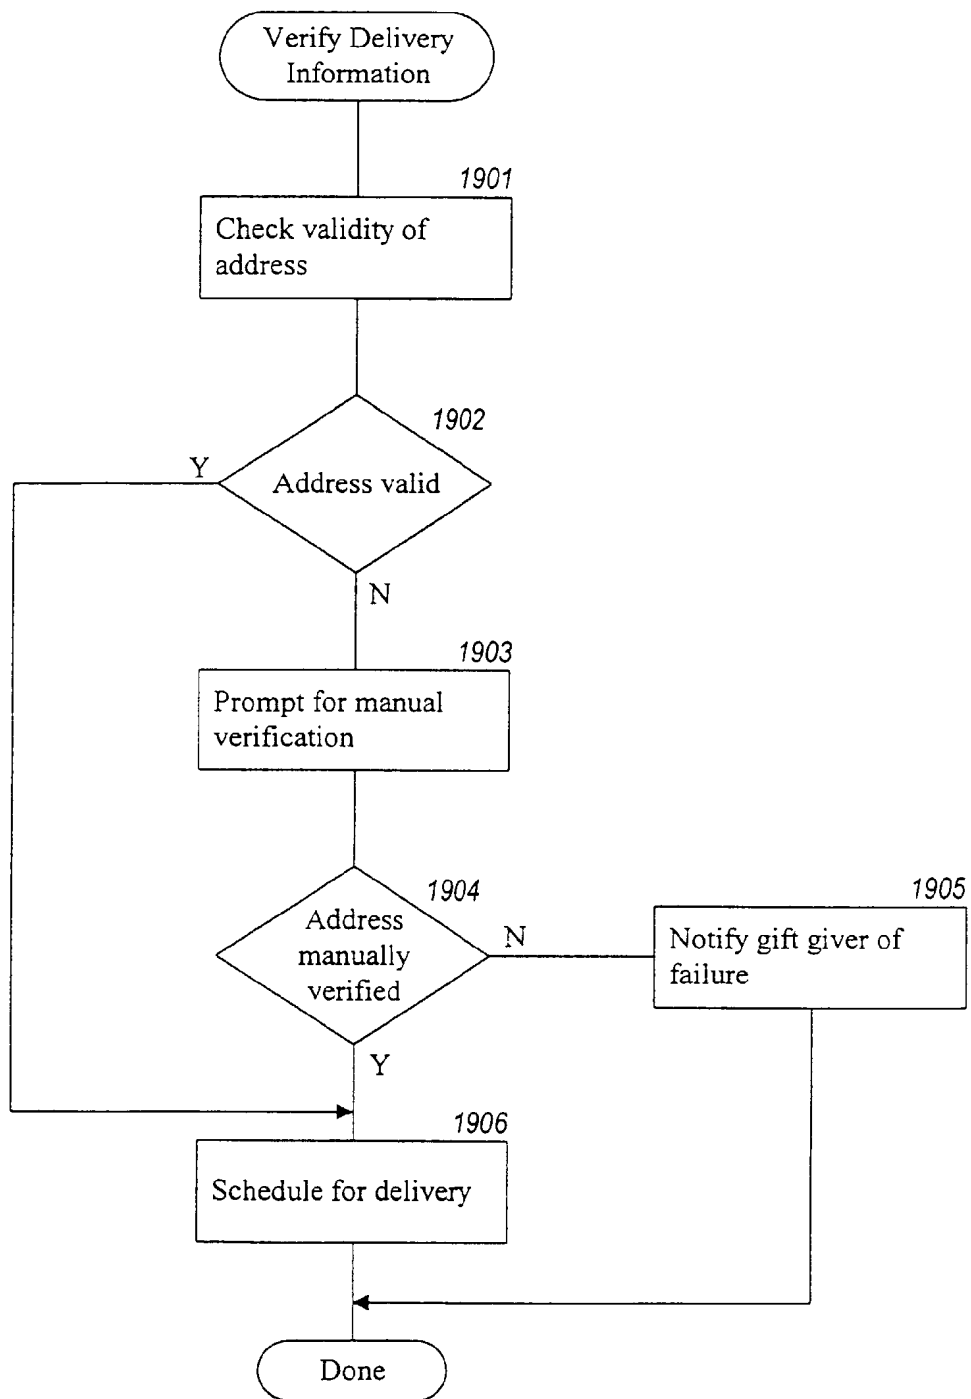 Verify Delivery
Information
1901
Check validity of
address
1902
Y
Address valid
N
1903
Prompt for manual
verification
1904
Address
manually
verified
N
1905
Notify gift giver of
failure
Y
1906
Schedule for delivery
Done